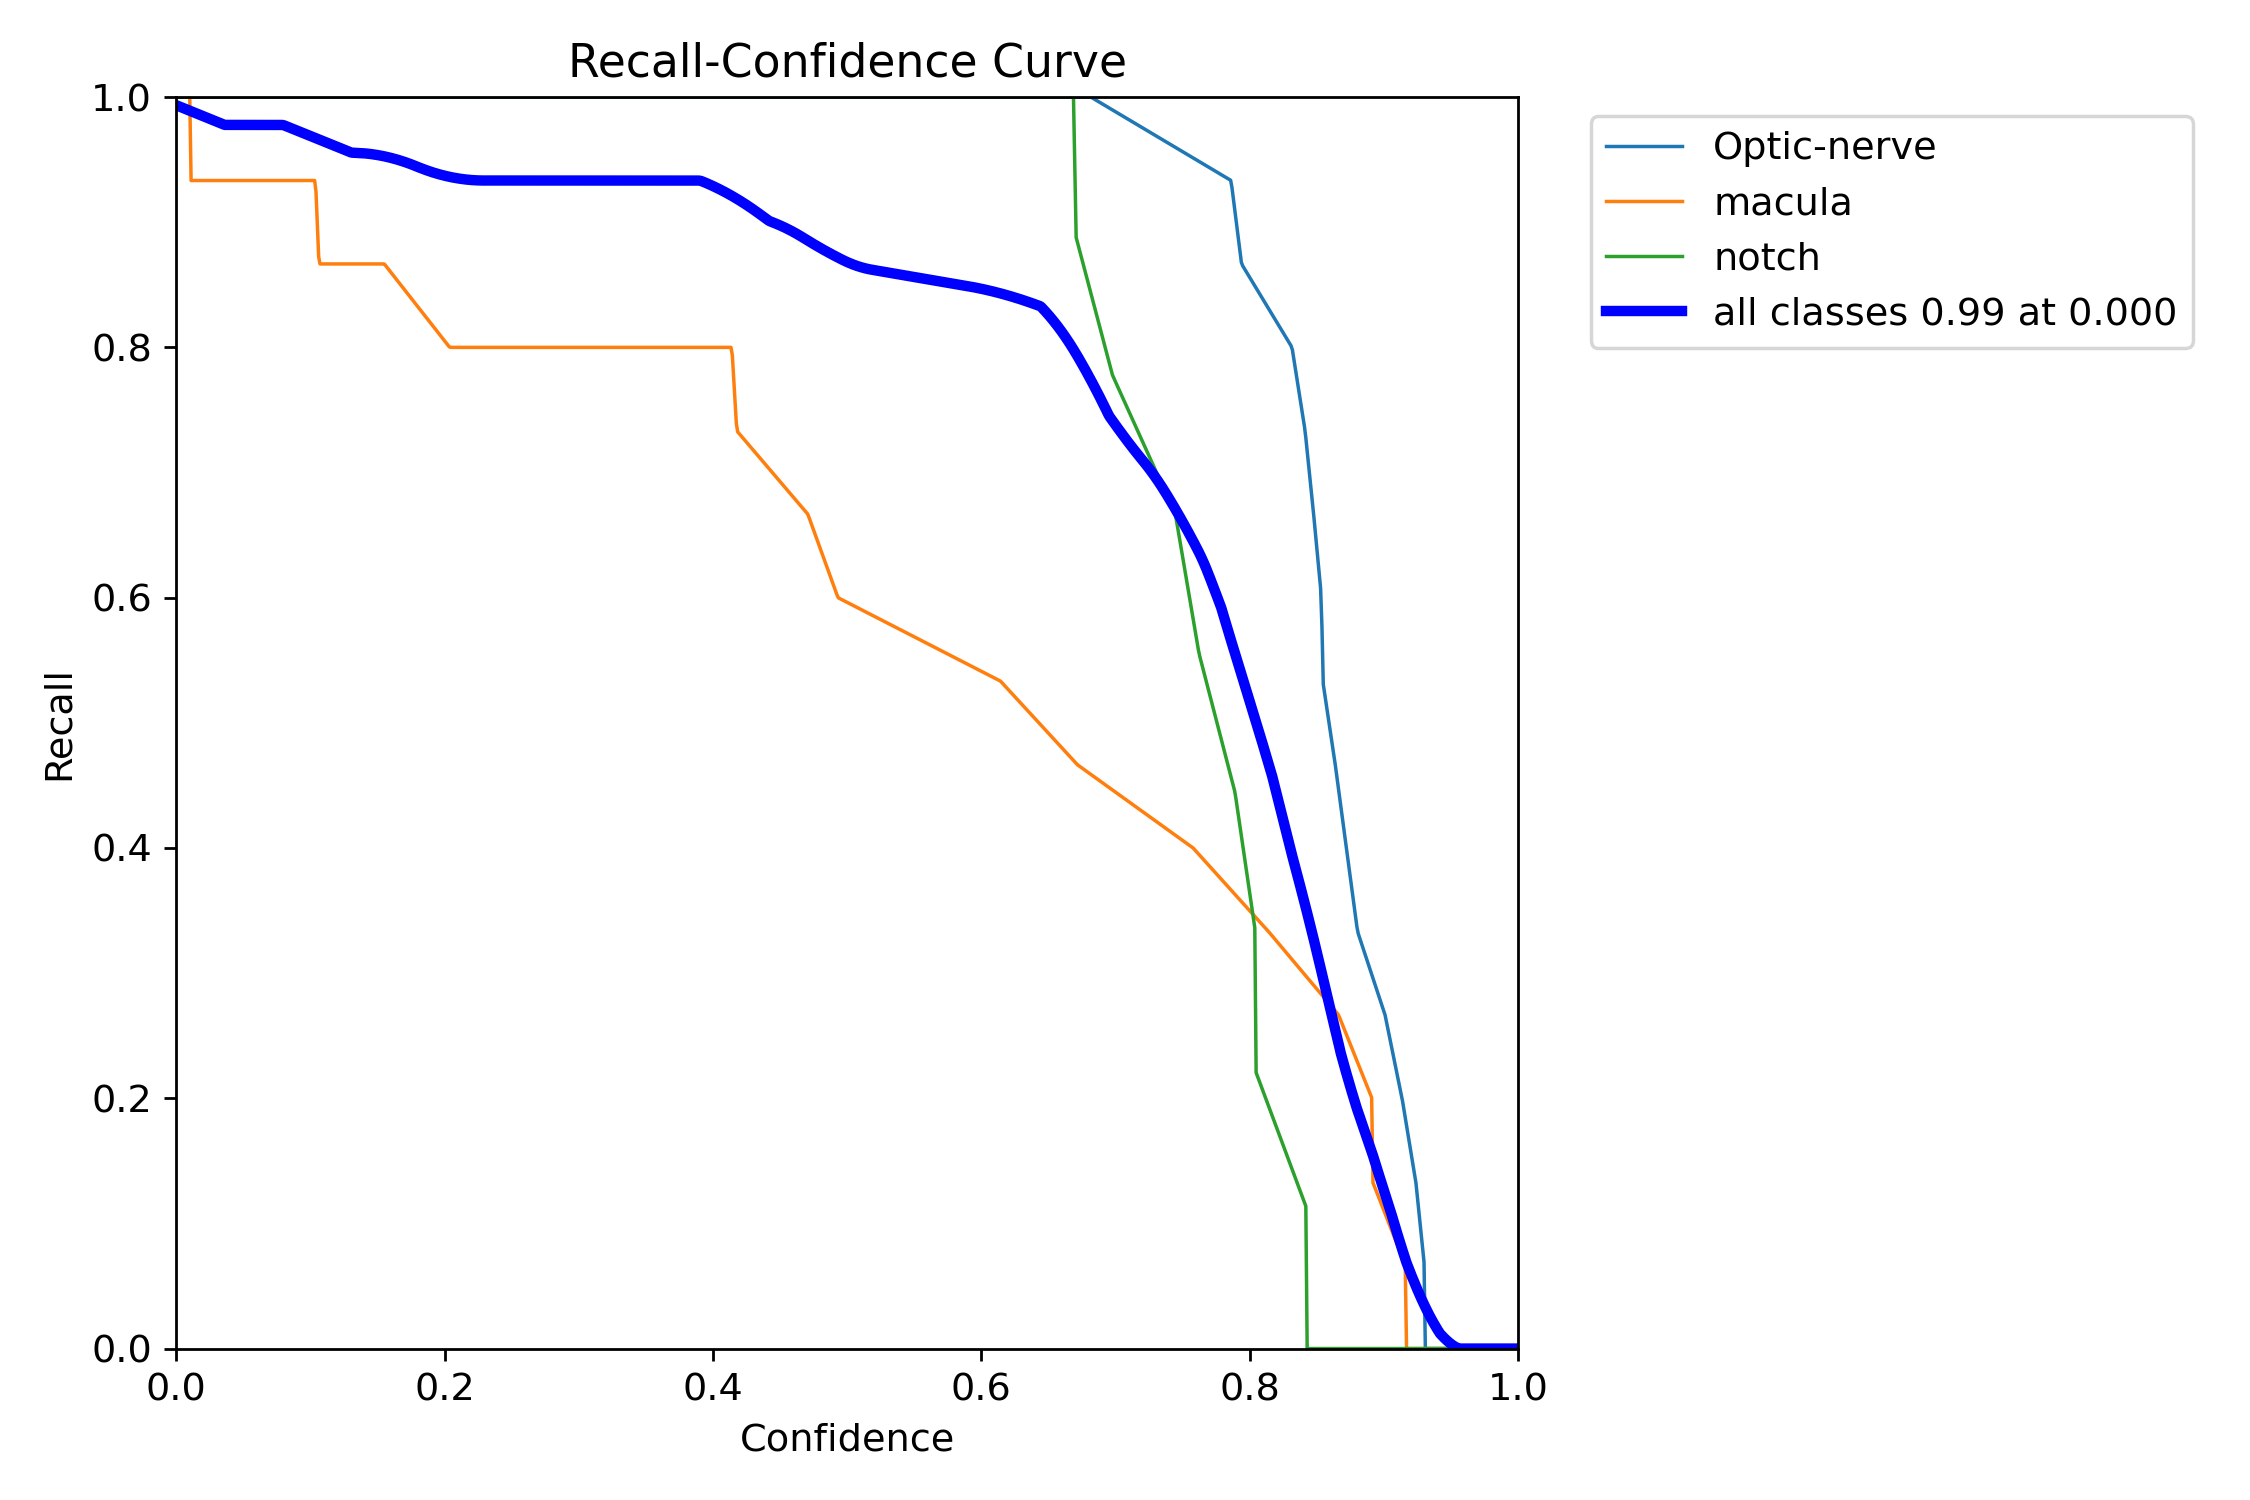 Recall-Confidence Curve
1.0
0.8
0.6
0.4
0.2
0.0
Recall
0.0 0.2 0.4 0.6 0.8 1.0
Confidence
Optic-nerve
macula
notch
all classes 0.99 at 0.000